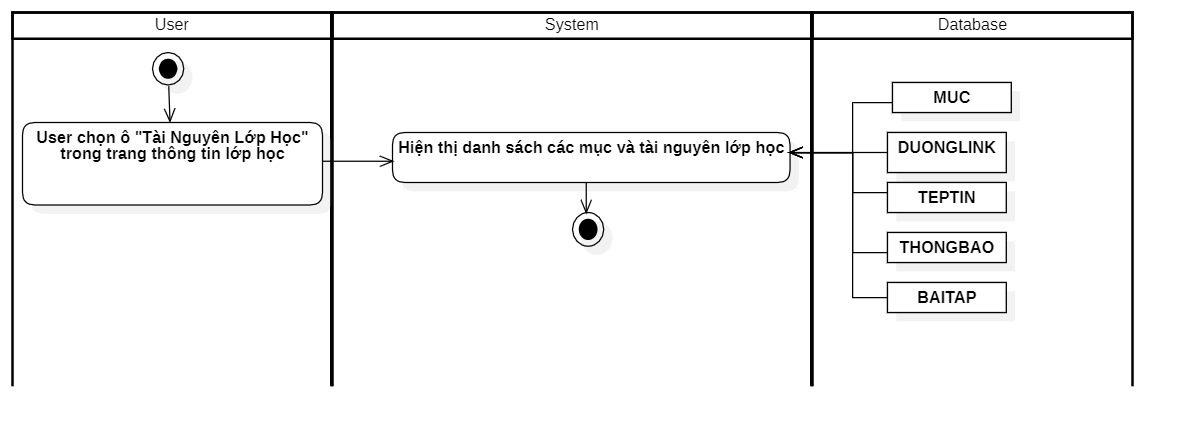 User
System
Database
User chọn ô "Tài Nguyên Lớp Học"
trong trang thông tin lớp học
Hiện thị danh sách các mục và tài nguyên lớp học
MUC
DUONGLINK
TEPTIN
THONGBAO
BAITAP